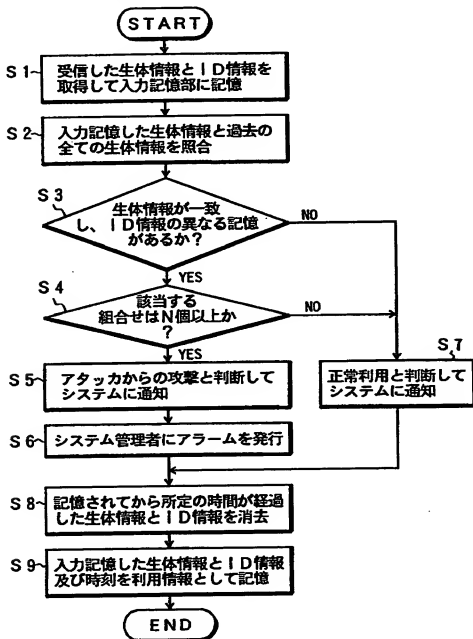 START
S1
受信した生体情報とID情報を
取得して入力記憶部に記憶
S2
入力記憶した生体情報と過去の
全ての生体情報を照合
S3
生体情報が一致
し、ID情報の異なる記憶
があるか?
NO
YES
S4
該当する
組合せはN個以上か
?
NO
YES
S5
アタッカからの攻撃と判断して
システムに通知
S7
正常利用と判断して
システムに通知
S6
システム管理者にアラームを発行
S8
記憶されてから所定の時間が経過
した生体情報とID情報を消去
S9
入力記憶した生体情報とID情報
及び時刻を利用情報として記憶
END